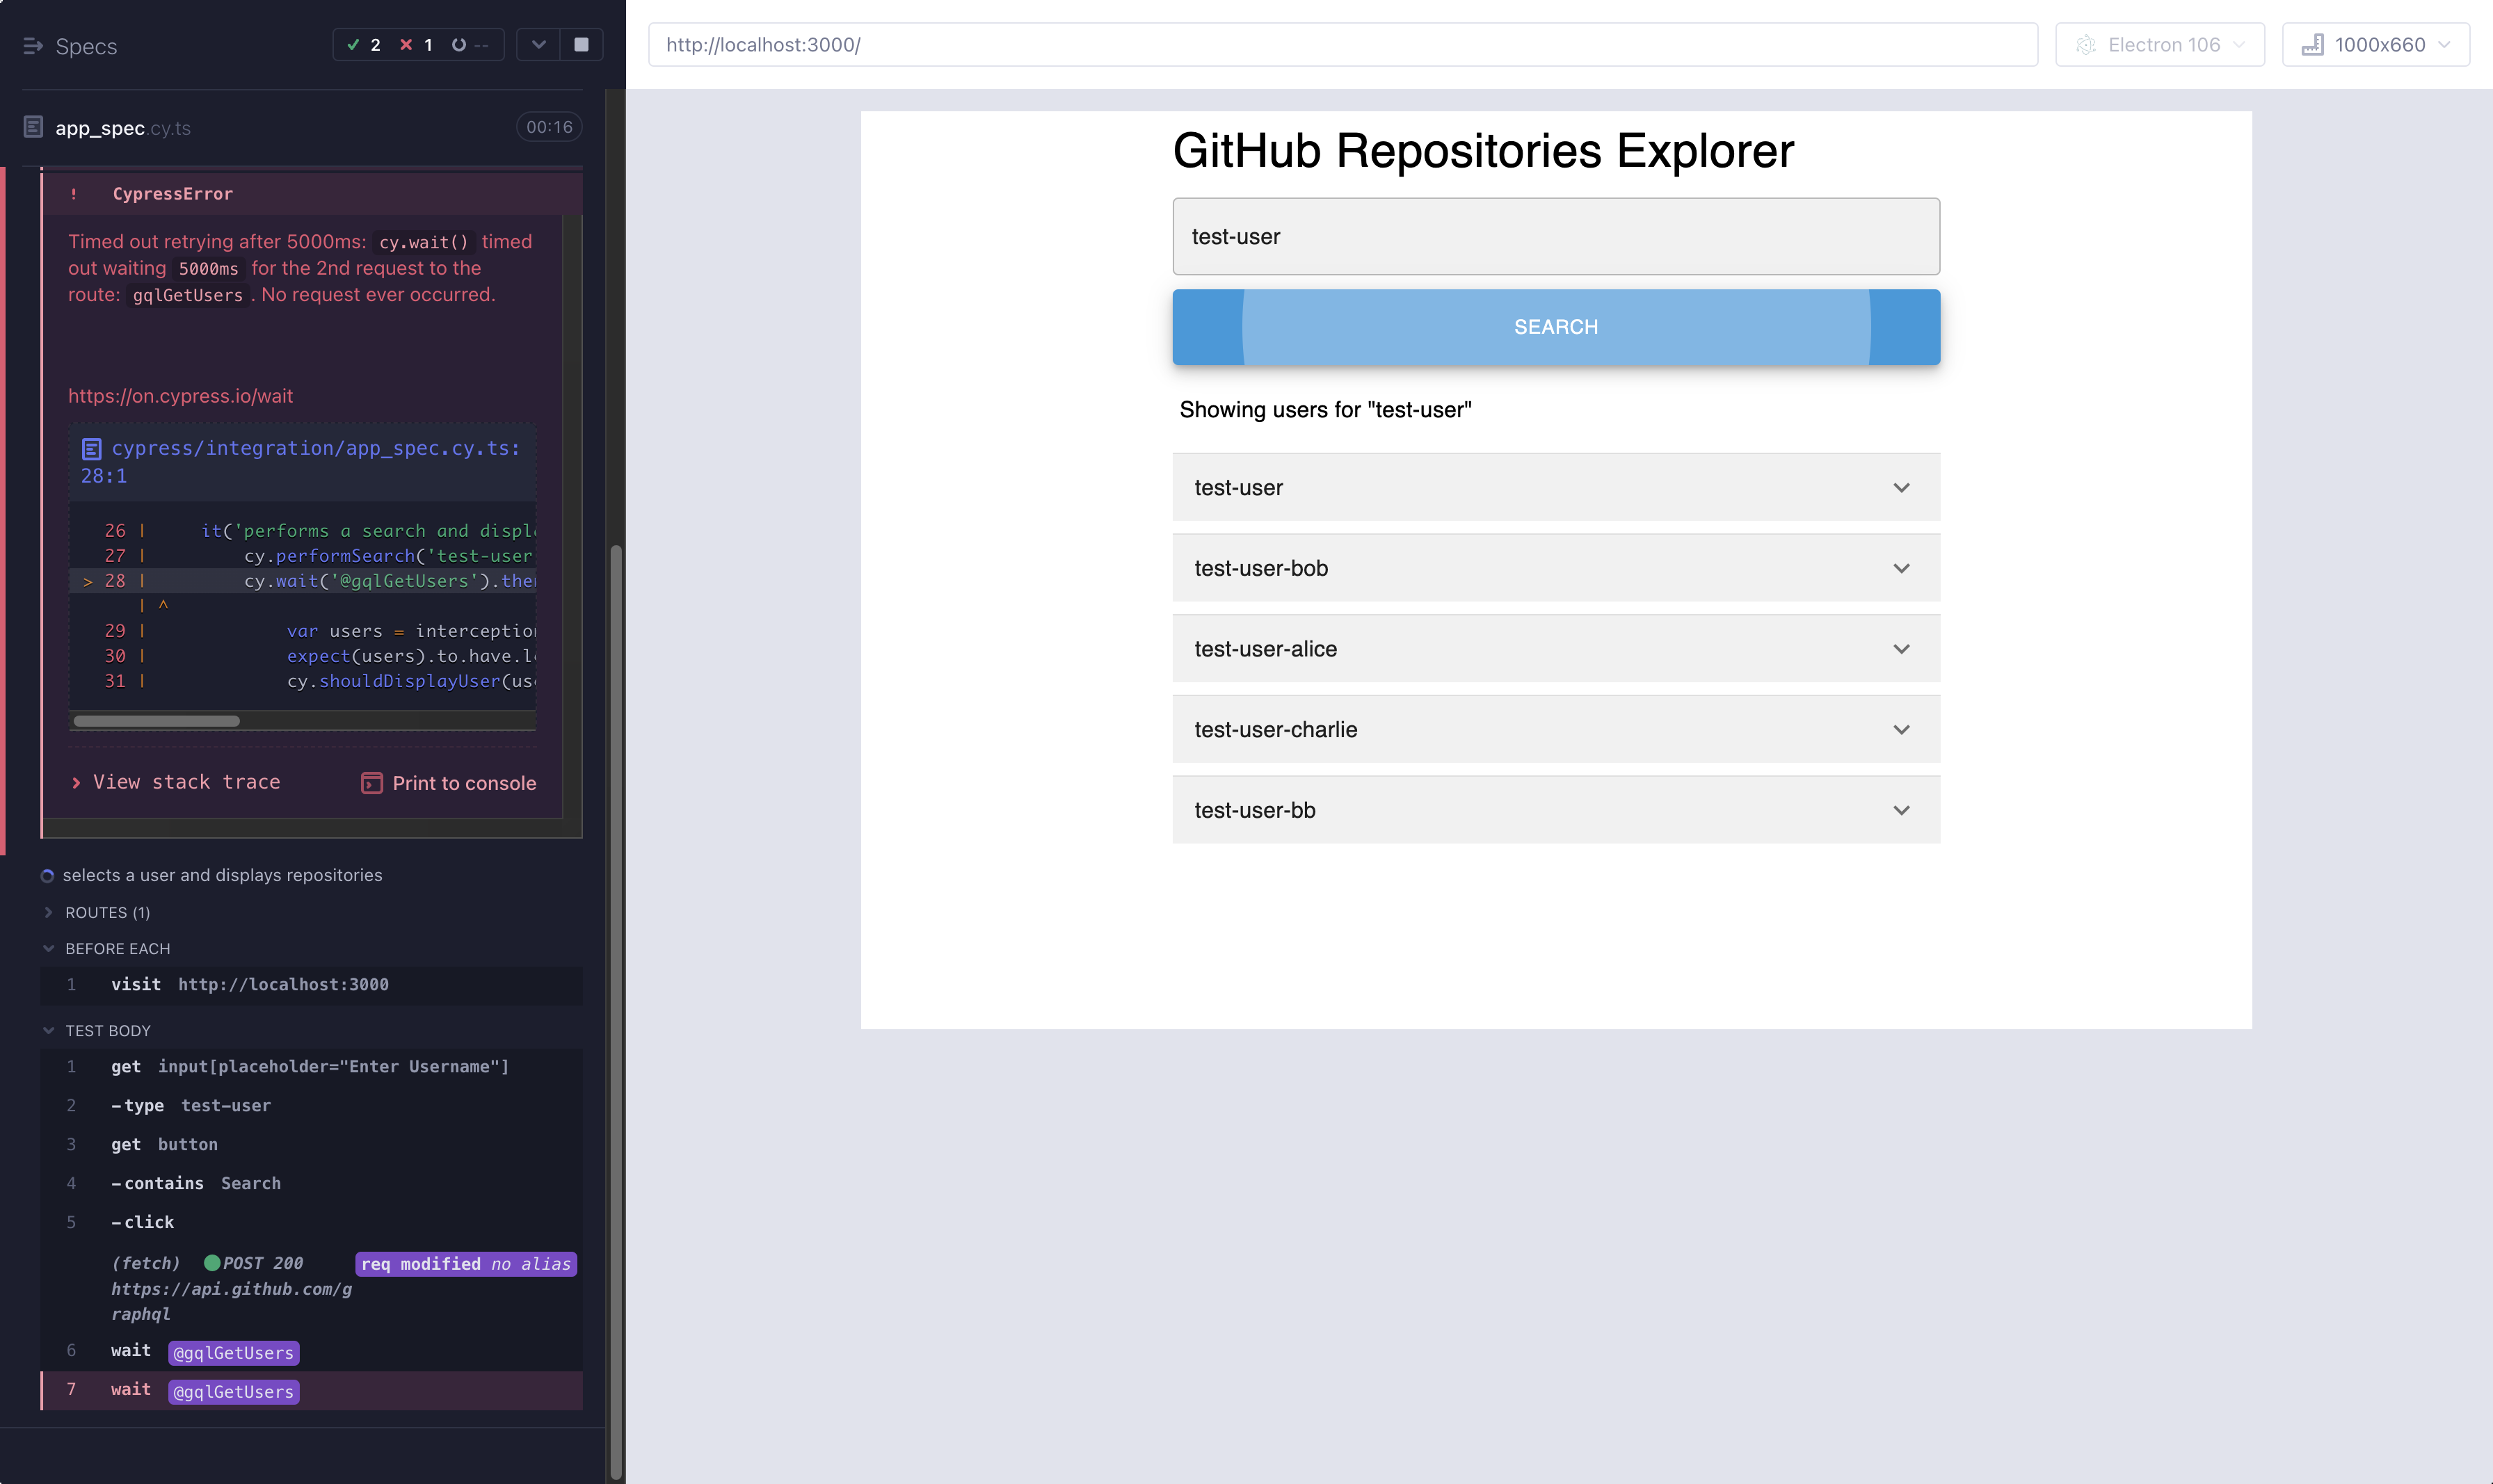 Specs
2 1 --
app_spec.cy.ts
00:16
! CypressError
Timed out retrying after 5000ms: cy.wait() timed
out waiting 5000ms for the 2nd request to the
route: gqlGetUsers. No request ever occurred.
https://on.cypress.io/wait
cypress/integration/app_spec.cy.ts:
28:1
26 | it('performs a search and displ
27 | cy.performSearch('test-user
> 28 | cy.wait('@gqlGetUsers').the
| ^
29 | var users = interception
30 | expect(users).to.have.l
31 | cy.shouldDisplayUser(us
> View stack trace
Print to console
selects a user and displays repositories
ROUTES (1)
BEFORE EACH
1 visit http://localhost:3000
TEST BODY
1 get input[placeholder="Enter Username"]
2 -type test-user
3 get button
4 -contains Search
5 -click
(fetch) POST 200 req modified no alias
https://api.github.com/g
raphql
6 wait @gqlGetUsers
7 wait @gqlGetUsers
http://localhost:3000/
Electron 106
1000x660
GitHub Repositories Explorer
test-user
SEARCH
Showing users for "test-user"
test-user
test-user-bob
test-user-alice
test-user-charlie
test-user-bb